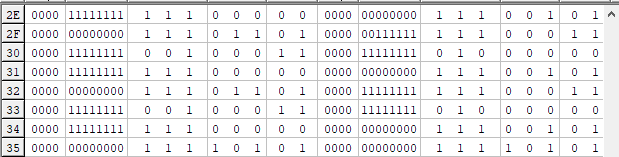 2E 0000 11111111 1 1 1 0 0 0 0 0 0000 00000000 1 1 1 0 0 1 0 1
2F 0000 00000000 1 1 1 0 1 1 0 1 0000 00111111 1 1 1 0 0 0 1 1
30 0000 11111111 0 0 1 0 0 0 1 1 0000 11111111 0 1 0 0 0 0 0 0
31 0000 11111111 1 1 1 0 0 0 0 0 0000 00000000 1 1 1 0 0 1 0 1
32 0000 00000000 1 1 1 0 1 1 0 1 0000 11111111 1 1 1 0 0 0 1 1
33 0000 11111111 0 0 1 0 0 0 1 1 0000 11111111 0 1 0 0 0 0 0 0
34 0000 11111111 1 1 1 0 0 0 0 0 0000 00000000 1 1 1 0 0 1 0 1
35 0000 00000000 1 1 1 1 0 1 0 1 0000 00000000 1 1 1 1 0 1 0 1